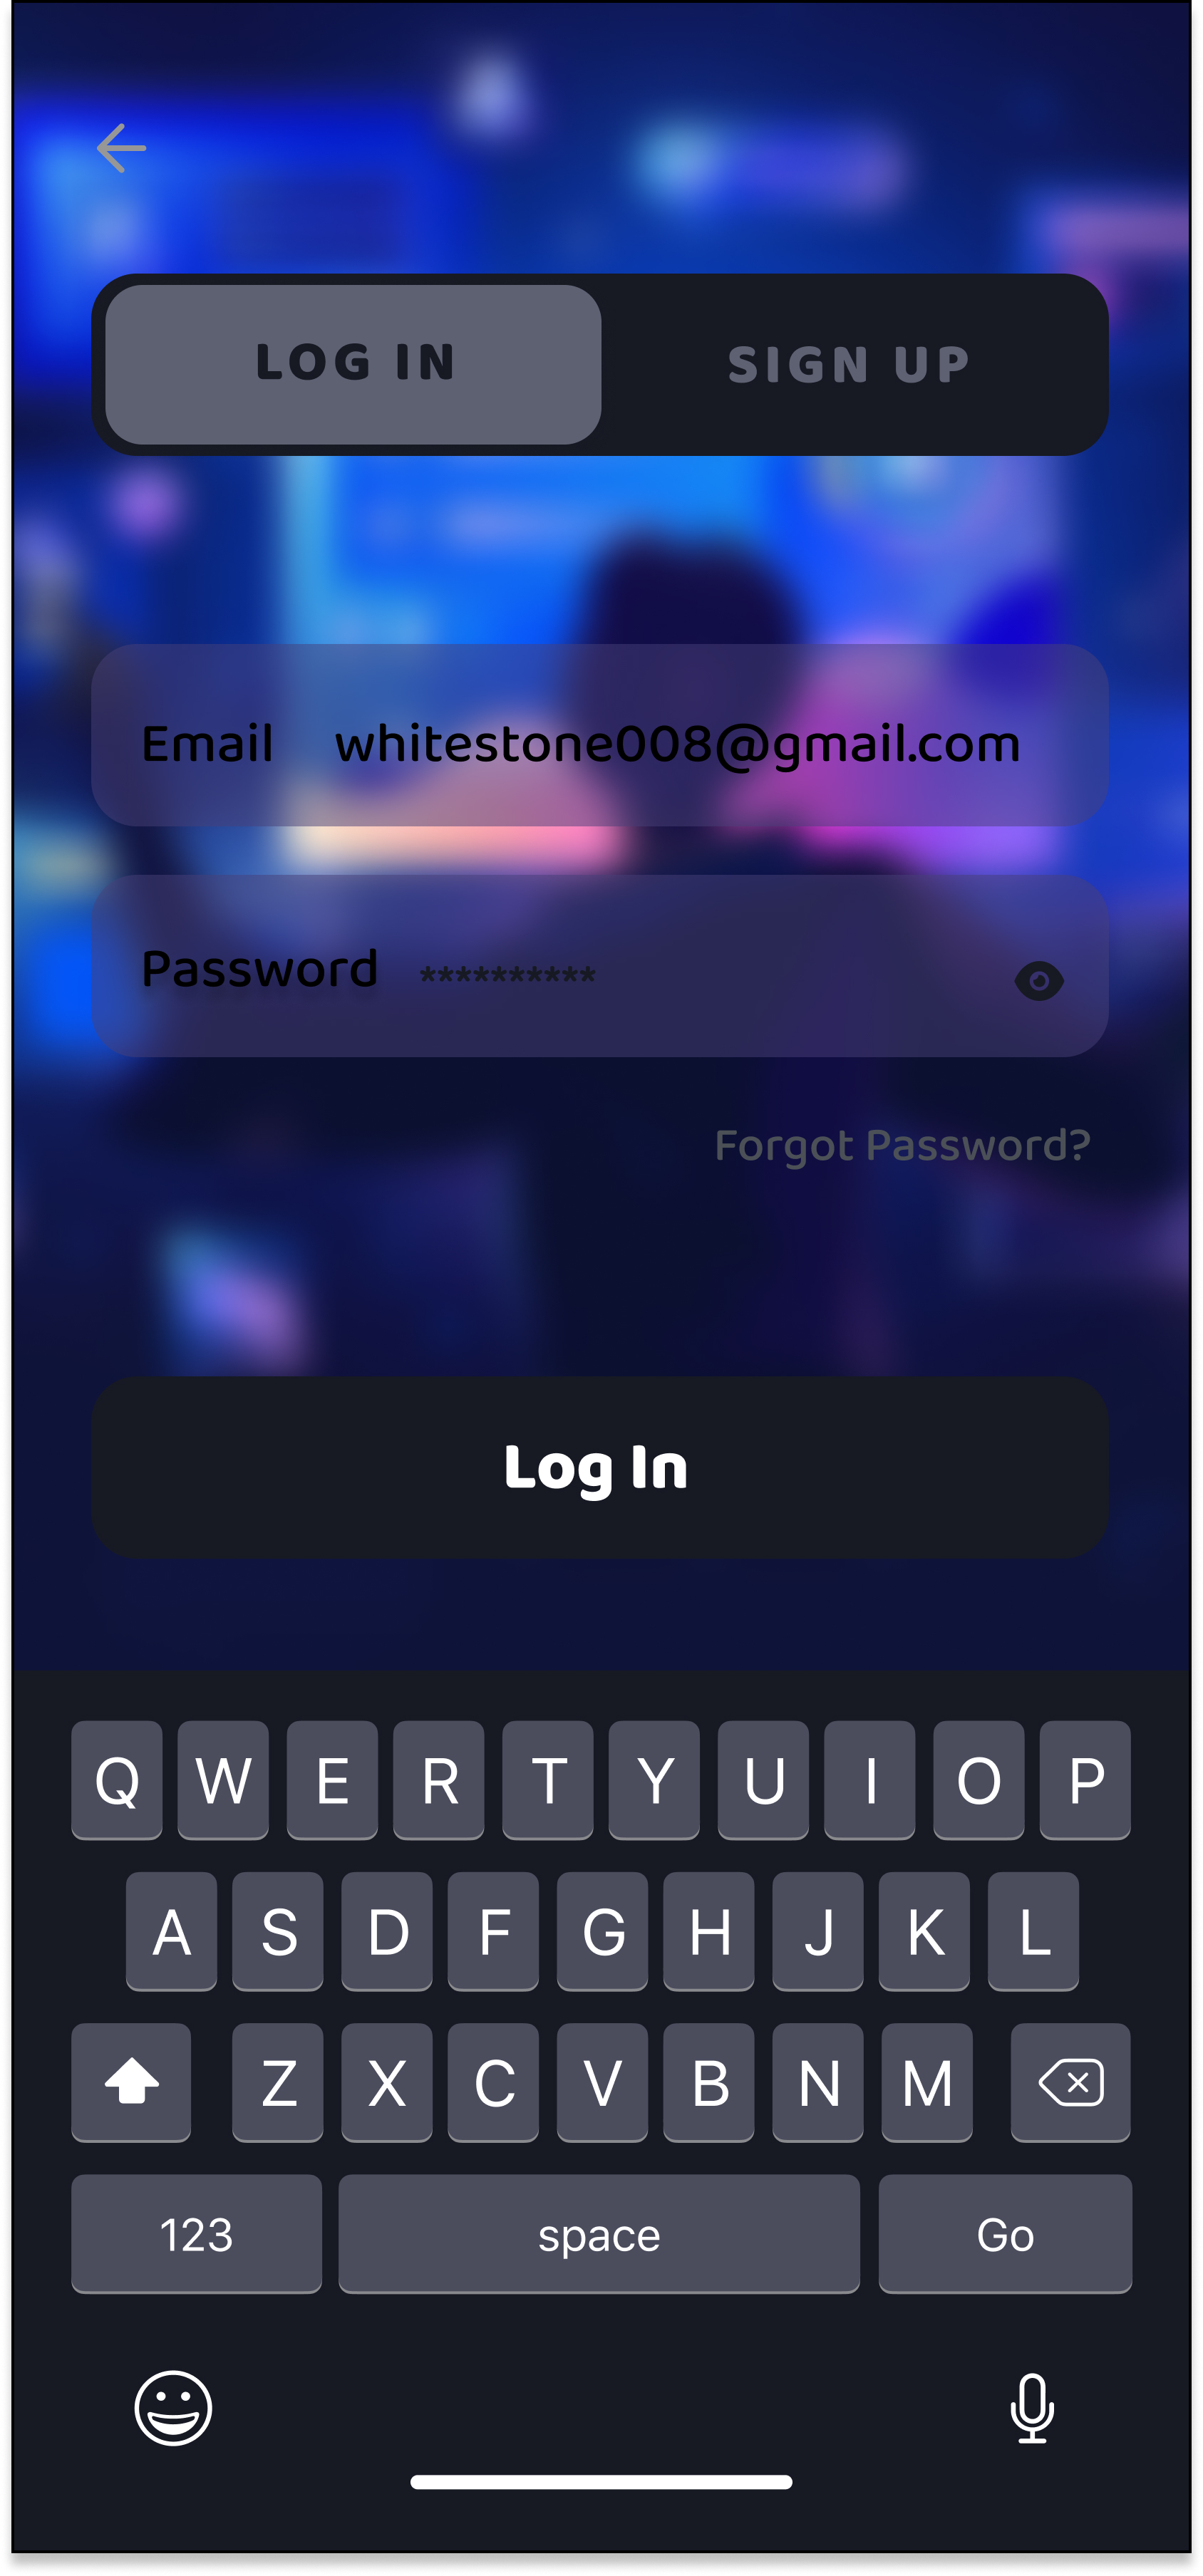 LOG IN SIGN UP
Email whitestone008@gmail.com
Password **********
Forgot Password?
Log In
Q W E R T Y U I O P
A S D F G H J K L
Z X C V B N M
123 space Go